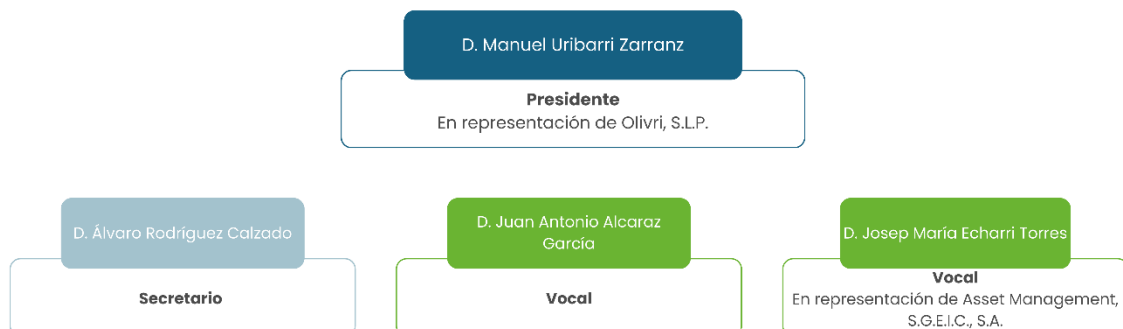 D. Manuel Uribarri Zarranz
Presidente
En representación de Olivri, S.L.P.
D. Álvaro Rodríguez Calzado
Secretario
D. Juan Antonio Alcaraz
García
Vocal
D. Josep María Echarri Torres
Vocal
En representación de Asset Management,
S.G.E.I.C., S.A.